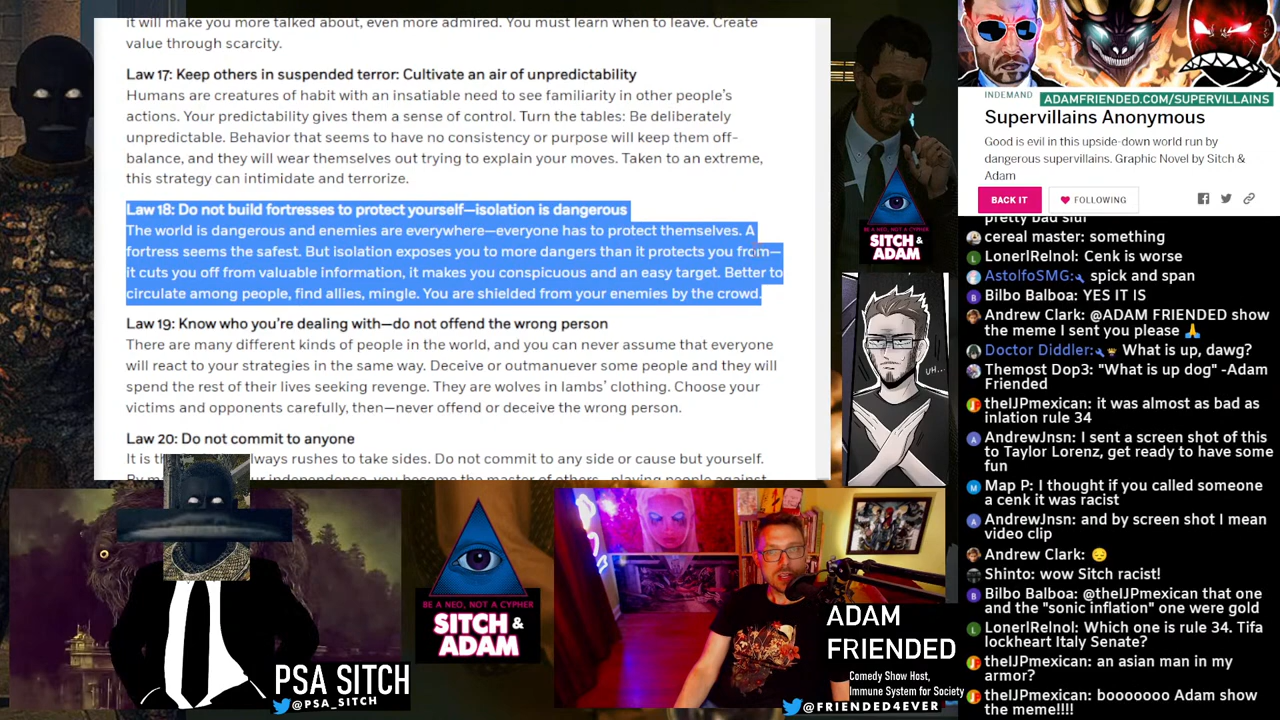 it will make you more talked about, even more admired. You must learn when to leave. Create
value through scarcity.
Law 17: Keep others in suspended terror: Cultivate an air of unpredictability
Humans are creatures of habit with an insatiable need to see familiarity in other people's
actions. Your predictability gives them a sense of control. Turn the tables: Be deliberately
unpredictable. Behavior that seems to have no consistency or purpose will keep them off-
balance, and they will wear themselves out trying to explain your moves. Taken to an extreme,
this strategy can intimidate and terrorize.
Law 18: Do not build fortresses to protect yourself—isolation is dangerous
The world is dangerous and enemies are everywhere—everyone has to protect themselves. A
fortress seems the safest. But isolation exposes you to more dangers than it protects you from—
it cuts you off from valuable information, it makes you conspicuous and an easy target. Better to
circulate among people, find allies, mingle. You are shielded from your enemies by the crowd.
Law 19: Know who you're dealing with—do not offend the wrong person
There are many different kinds of people in the world, and you can never assume that everyone
will react to your strategies in the same way. Deceive or outmanuever some people and they will
spend the rest of their lives seeking revenge. They are wolves in lambs' clothing. Choose your
victims and opponents carefully, then—never offend or deceive the wrong person.
Law 20: Do not commit to anyone
It is th lways rushes to take sides. Do not commit to any side or cause but yourself.
BE A NEO, NOT A CYPHER
SITCH &
ADAM
UH...
INDEMAND
ADAMFRIENDED.COM/SUPERVILLAINS
Supervillains Anonymous
Good is evil in this upside-down world run by
dangerous supervillains. Graphic Novel by Sitch &
Adam
BACK IT
FOLLOWING
pretty bad slur
cereal master: something
LonerlRelnol: Cenk is worse
AstolfoSMG: spick and span
Bilbo Balboa: YES IT IS
Andrew Clark: @ADAM FRIENDED show
the meme I sent you please 🙏
Doctor Diddler: What is up, dawg?
Themost Dop3: "What is up dog" -Adam
Friended
theIJPmexican: it was almost as bad as
inlation rule 34
AndrewJnsn: I sent a screen shot of this
to Taylor Lorenz, get ready to have some
fun
Map P: I thought if you called someone
a cenk it was racist
AndrewJnsn: and by screen shot I mean
video clip
Andrew Clark: 😔
Shinto: wow Sitch racist!
Bilbo Balboa: @theIJPmexican that one
and the "sonic inflation" one were gold
LonerlRelnol: Which one is rule 34. Tifa
lockheart Italy Senate?
theIJPmexican: an asian man in my
armor?
theIJPmexican: booooooo Adam show
the meme!!!!
PSA SITCH
@PSA_SITCH
BE A NEO, NOT A CYPHER
SITCH &
ADAM
ADAM
FRIENDED
Comedy Show Host,
Immune System for Society
@FRIENDED4EVER